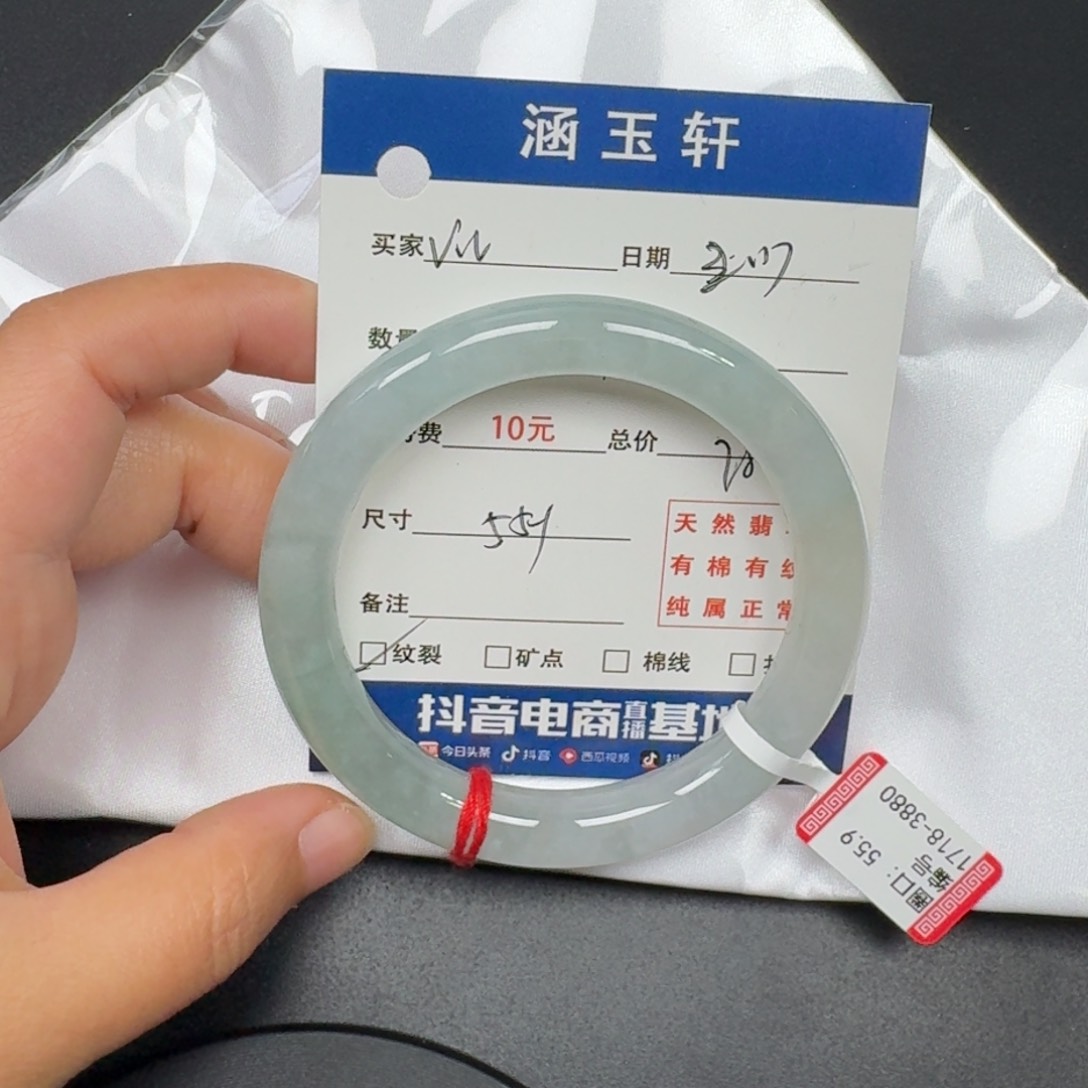 涵玉轩
买家 日期
数
费 10元 总价
尺寸 559
天然翡
有棉有纹
纯属正常
备注
□纹裂 □矿点 □棉线 □
抖音电商直播基地
今日头条 抖音 西瓜视频
圈口: 55.9
编号
1718-3880